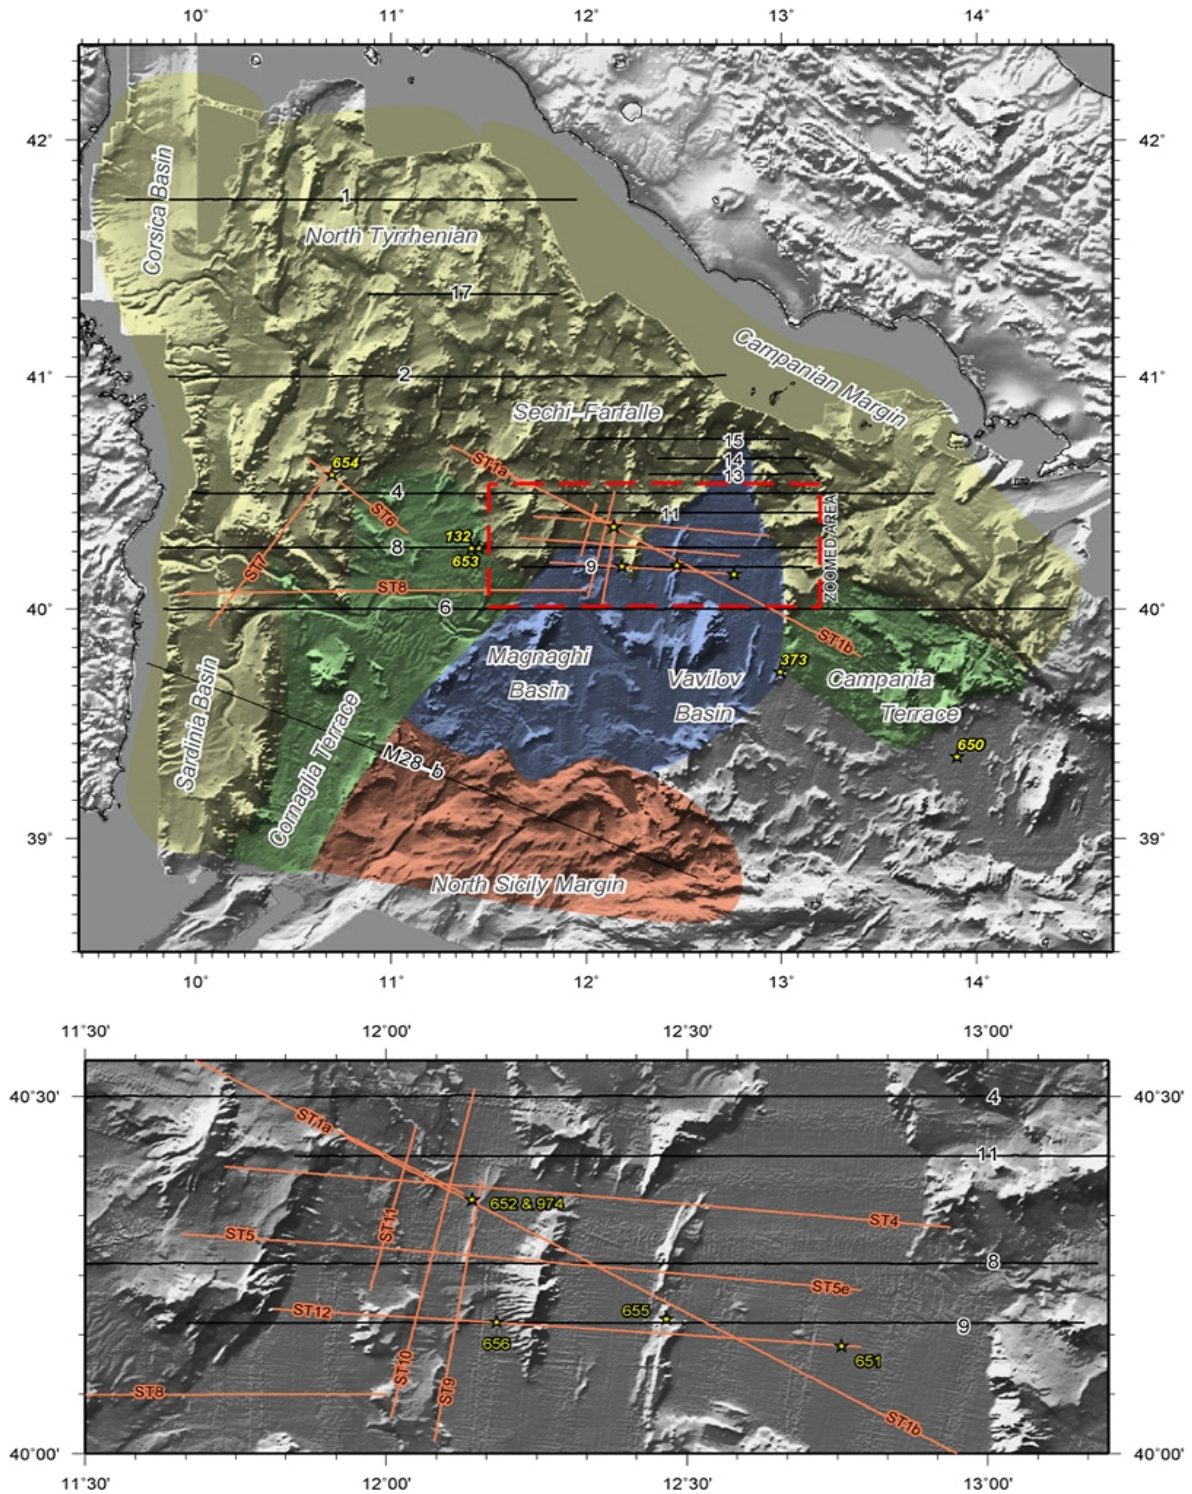 10° 11° 12° 13° 14°
42° 42°
Corsica Basin
1
North Tyrrhenian
17
Campanian Margin
41° 2 41°
Sechi-Farfalle
15
14
13
654
ST1a
4
ST6
11
ZOOMED AREA
132
8
653
ST7
9
ST8
40° 6 40°
ST1b
Magnaghi
Basin
373
Vavilov
Basin
Campania
Terrace
Sardinia Basin
Cornaglia Terrace
M28-b
650
39° 39°
North Sicily Margin
10° 11° 12° 13° 14°
11°30' 12°00' 12°30' 13°00'
40°30' 4 40°30'
ST1a
11
652 & 974
ST11
ST4
ST5
8
ST5e
ST12
655
9
656
651
ST10
ST9
ST8
ST1b
40°00' 40°00'
11°30' 12°00' 12°30' 13°00'